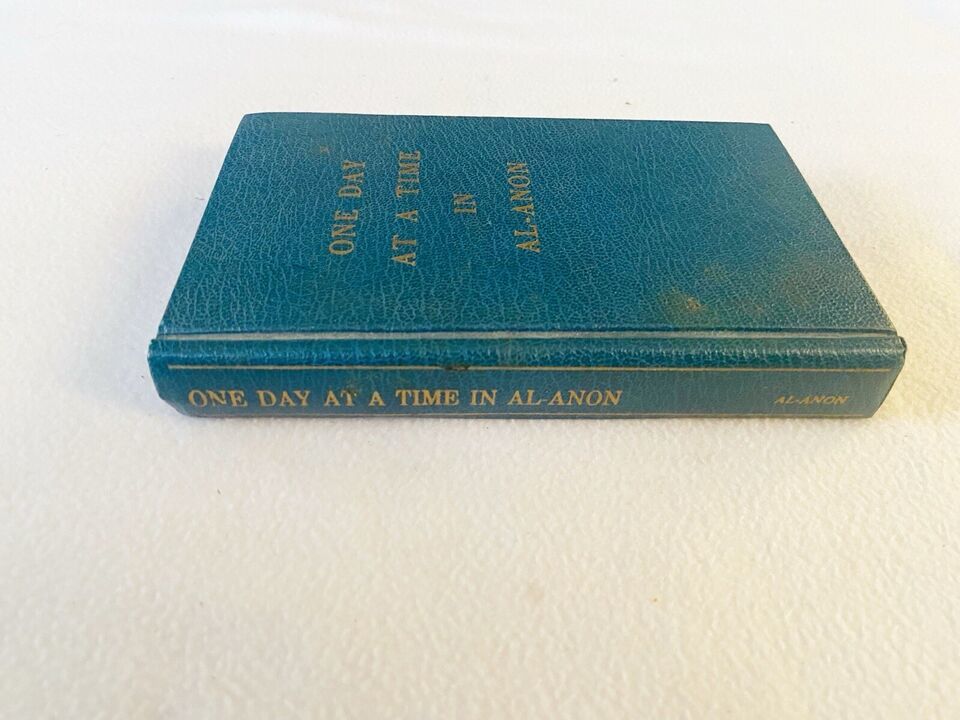 ONE DAY
AT A TIME
IN
AL-ANON
ONE DAY AT A TIME IN AL-ANON
AL-ANON